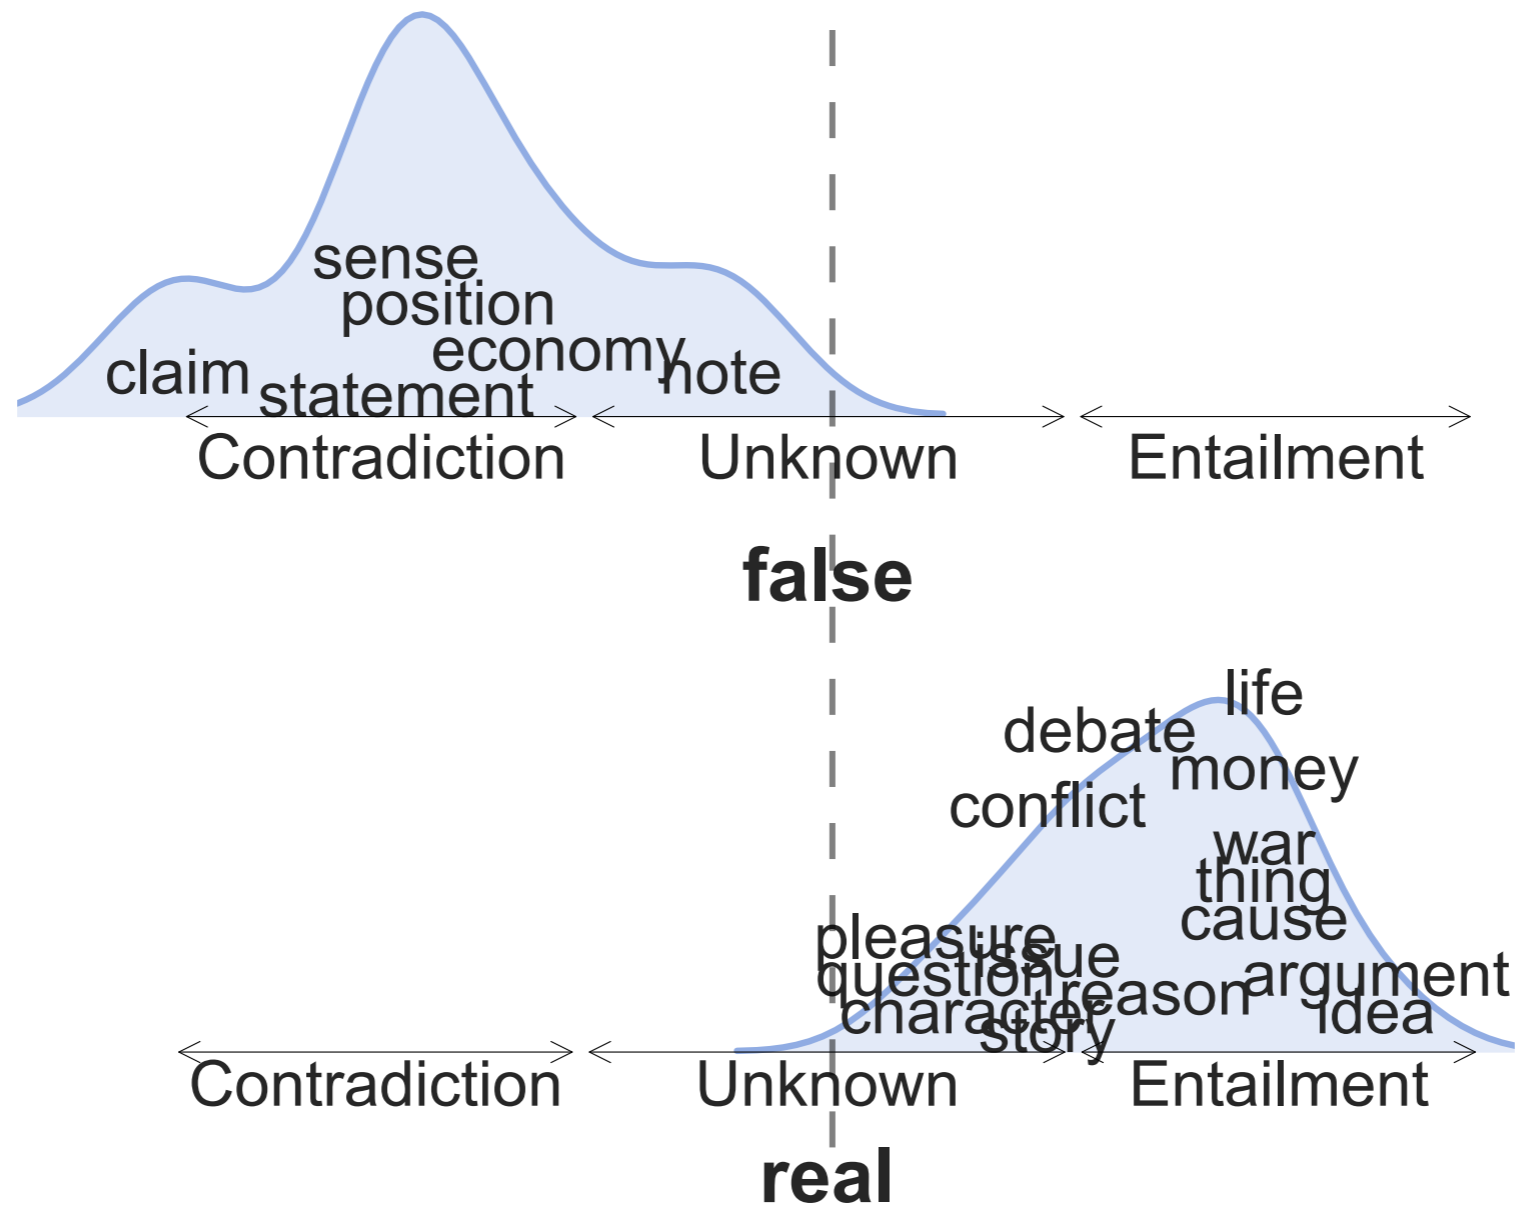 sense
position
economy
claim
note
statement
Contradiction Unknown Entailment
false
life
debate
money
conflict
war
thing
cause
pleasure
issue
question
argument
reason
character
idea
story
Contradiction Unknown Entailment
real